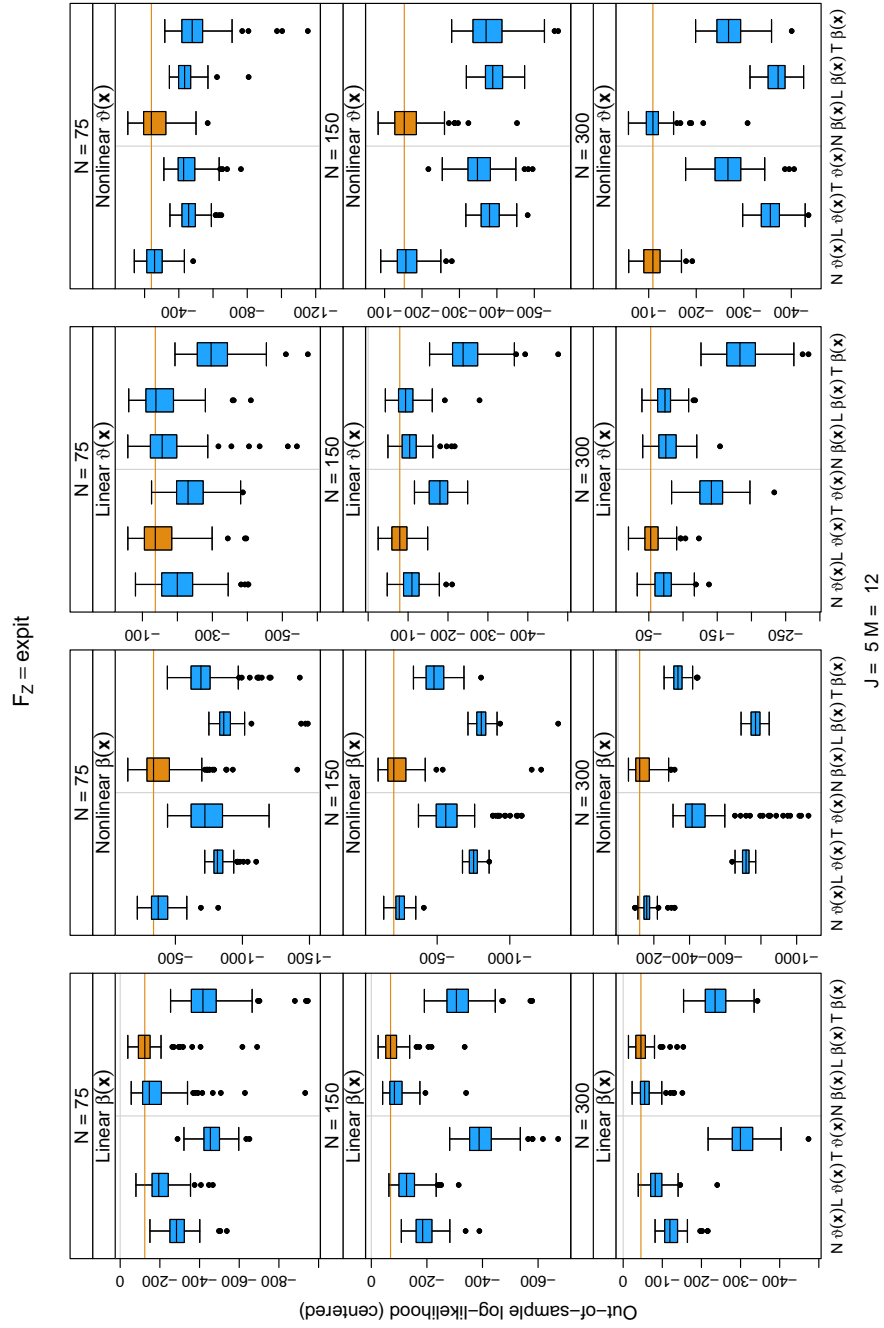 F_Z = expit
N = 75
N = 75
N = 75
N = 75
Linear β(x)
Nonlinear β(x)
Linear ϑ(x)
Nonlinear ϑ(x)
0 −200 −400 −600 −800
−500 −1000 −1500
−100 −300 −500
−400 −800 −1200
N = 150
N = 150
N = 150
N = 150
Linear β(x)
Nonlinear β(x)
Linear ϑ(x)
Nonlinear ϑ(x)
0 −200 −400 −600
−500 −1000
−100 −200 −300 −400 −500
−100 −200 −300 −400 −500
N = 300
N = 300
N = 300
N = 300
Linear β(x)
Nonlinear β(x)
Linear ϑ(x)
Nonlinear ϑ(x)
0 −100 −200 −300 −400
−200 −400 −600 −1000
−50 −150 −250
−100 −200 −300 −400
N ϑ(x) L ϑ(x) T ϑ(x) N β(x) L β(x) T β(x)
N ϑ(x) L ϑ(x) T ϑ(x) N β(x) L β(x) T β(x)
N ϑ(x) L ϑ(x) T ϑ(x) N β(x) L β(x) T β(x)
N ϑ(x) L ϑ(x) T ϑ(x) N β(x) L β(x) T β(x)
Out−of−sample log−likelihood (centered)
J = 5 M = 12